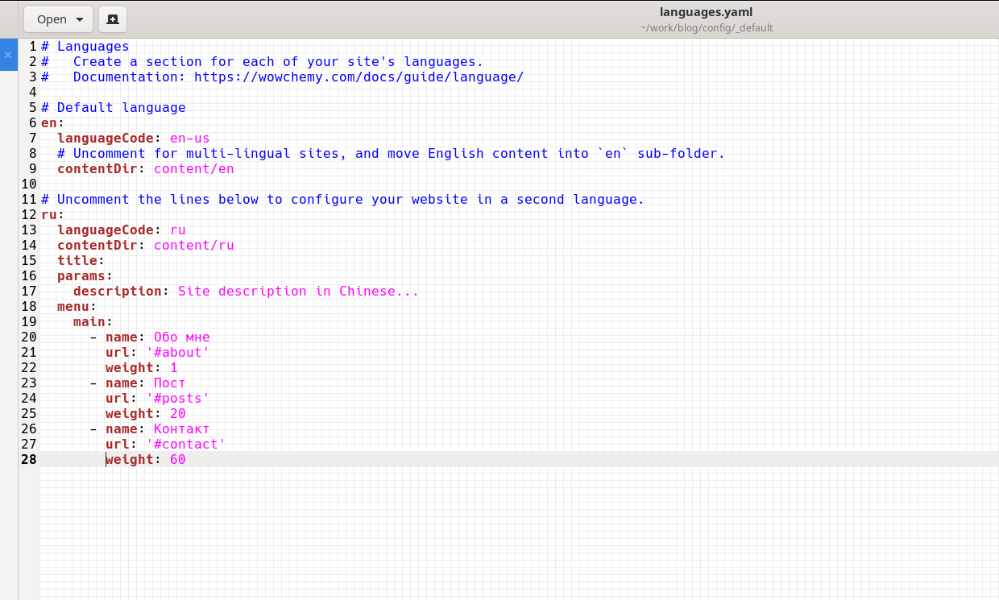 Open
languages.yaml
~/work/blog/config/_default
1 # Languages
2 #   Create a section for each of your site's languages.
3 #   Documentation: https://wowchemy.com/docs/guide/language/
4
5 # Default language
6 en:
7   languageCode: en-us
8   # Uncomment for multi-lingual sites, and move English content into `en` sub-folder.
9   contentDir: content/en
10
11 # Uncomment the lines below to configure your website in a second language.
12 ru:
13   languageCode: ru
14   contentDir: content/ru
15   title:
16   params:
17     description: Site description in Chinese...
18   menu:
19     main:
20       - name: Обо мне
21         url: '#about'
22         weight: 1
23       - name: Пост
24         url: '#posts'
25         weight: 20
26       - name: Контакт
27         url: '#contact'
28         weight: 60